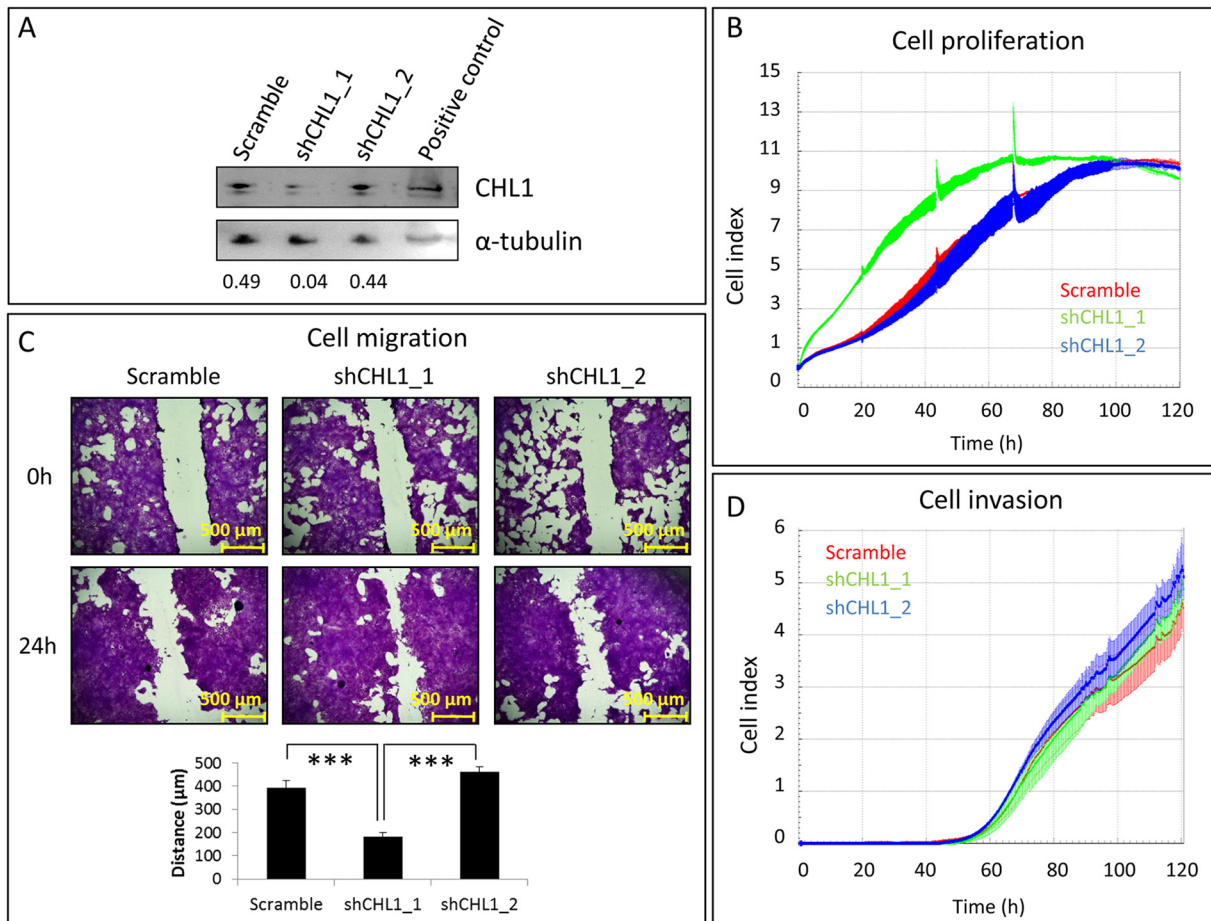 A
Scramble
shCHL1_1
shCHL1_2
Positive control
CHL1
α-tubulin
0.49 0.04 0.44
B
Cell proliferation
15
13
11
9
7
5
3
1
0
Cell index
Scramble
shCHL1_1
shCHL1_2
0 20 40 60 80 100 120
Time (h)
C
Cell migration
Scramble shCHL1_1 shCHL1_2
0h
500 µm 500 µm 500 µm
24h
500 µm 500 µm 500 µm
*** ***
500
400
300
200
100
0
Distance (µm)
Scramble shCHL1_1 shCHL1_2
D
Cell invasion
6
5
4
3
2
1
0
Cell index
Scramble
shCHL1_1
shCHL1_2
0 20 40 60 80 100 120
Time (h)